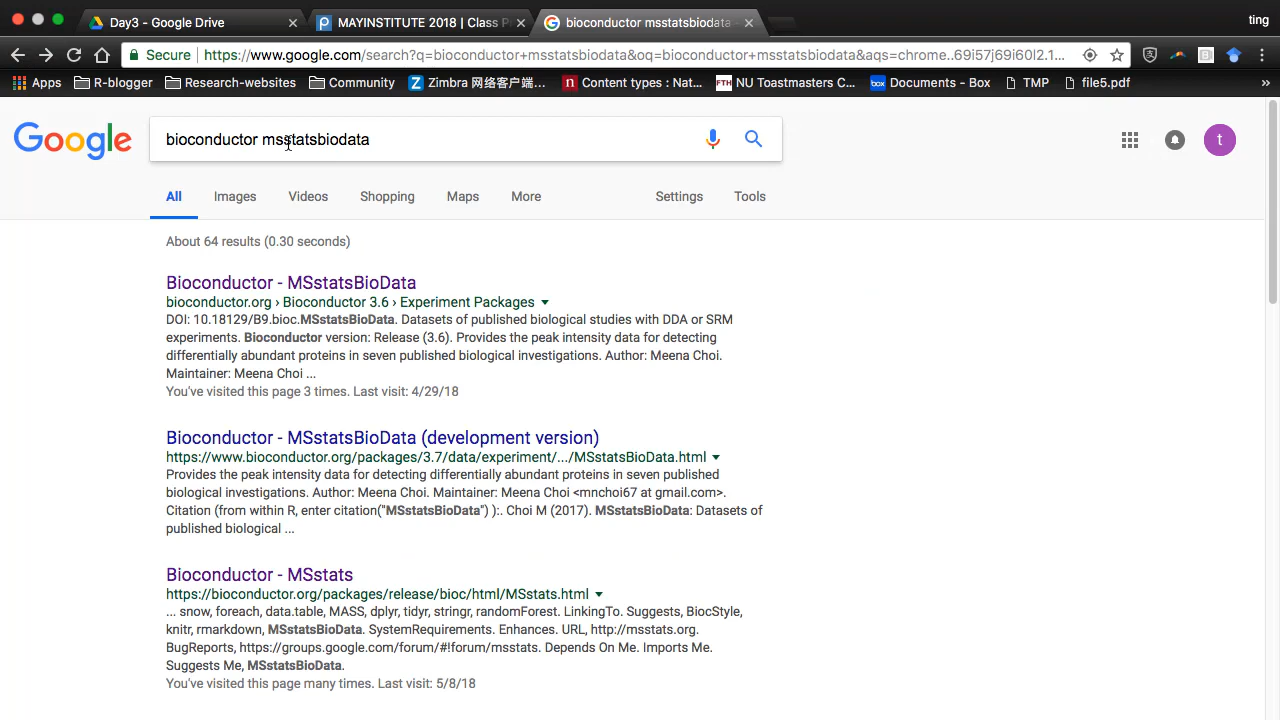 Day3 - Google Drive
MAYINSTITUTE 2018 | Class P
bioconductor msstatsbiodata -
ting
Secure
https://www.google.com/search?q=bioconductor+msstatsbiodata&oq=bioconductor+msstatsbiodata&aqs=chrome..69i57j69i60l2.1...
Apps
R-blogger
Research-websites
Community
Zimbra 网络客户端...
Content types : Nat...
NU Toastmasters C...
Documents - Box
TMP
file5.pdf
»
Google
bioconductor msstatsbiodata
t
All
Images
Videos
Shopping
Maps
More
Settings
Tools
About 64 results (0.30 seconds)
Bioconductor - MSstatsBioData
bioconductor.org › Bioconductor 3.6 › Experiment Packages
DOI: 10.18129/B9.bioc.MSstatsBioData. Datasets of published biological studies with DDA or SRM
experiments. Bioconductor version: Release (3.6). Provides the peak intensity data for detecting
differentially abundant proteins in seven published biological investigations. Author: Meena Choi.
Maintainer: Meena Choi ...
You've visited this page 3 times. Last visit: 4/29/18
Bioconductor - MSstatsBioData (development version)
https://www.bioconductor.org/packages/3.7/data/experiment/.../MSstatsBioData.html
Provides the peak intensity data for detecting differentially abundant proteins in seven published
biological investigations. Author: Meena Choi. Maintainer: Meena Choi <mnchoi67 at gmail.com>.
Citation (from within R, enter citation("MSstatsBioData") ):. Choi M (2017). MSstatsBioData: Datasets of
published biological ...
Bioconductor - MSstats
https://bioconductor.org/packages/release/bioc/html/MSstats.html
... snow, foreach, data.table, MASS, dplyr, tidyr, stringr, randomForest. LinkingTo. Suggests, BiocStyle,
knitr, rmarkdown, MSstatsBioData. SystemRequirements. Enhances. URL, http://msstats.org.
BugReports, https://groups.google.com/forum/#!forum/msstats. Depends On Me. Imports Me.
Suggests Me, MSstatsBioData.
You've visited this page many times. Last visit: 5/8/18